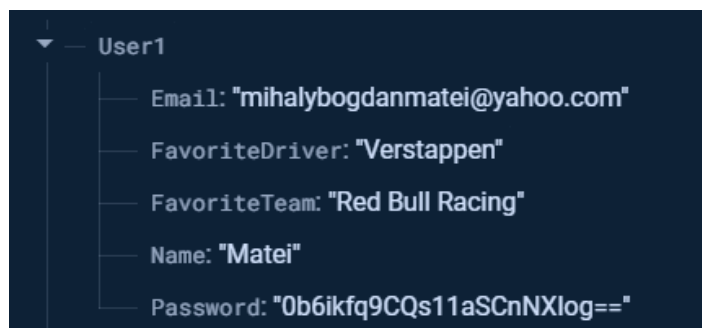 User1
Email: "mihalybogdanmatei@yahoo.com"
FavoriteDriver: "Verstappen"
FavoriteTeam: "Red Bull Racing"
Name: "Matei"
Password: "0b6ikfq9CQs11aSCnNXlog=="